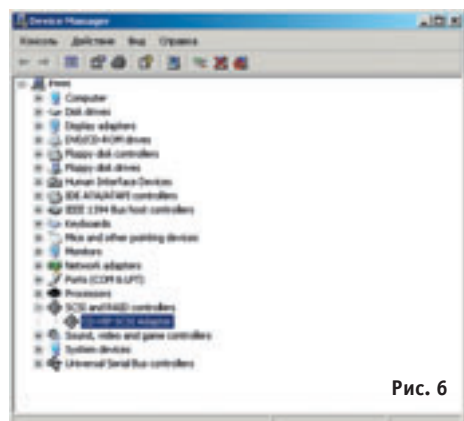 Device Manager
Консоль Действие Вид Справка
Computer
Disk drives
Display adapters
DVD/CD-ROM drives
Floppy disk controllers
Floppy disk drives
Human Interface Devices
IDE ATA/ATAPI controllers
IEEE 1394 Bus host controllers
Keyboards
Mice and other pointing devices
Monitors
Network adapters
Ports (COM & LPT)
Processors
SCSI and RAID controllers
SCSI Adapter
Sound, video and game controllers
System devices
Universal Serial Bus controllers
Рис. 6